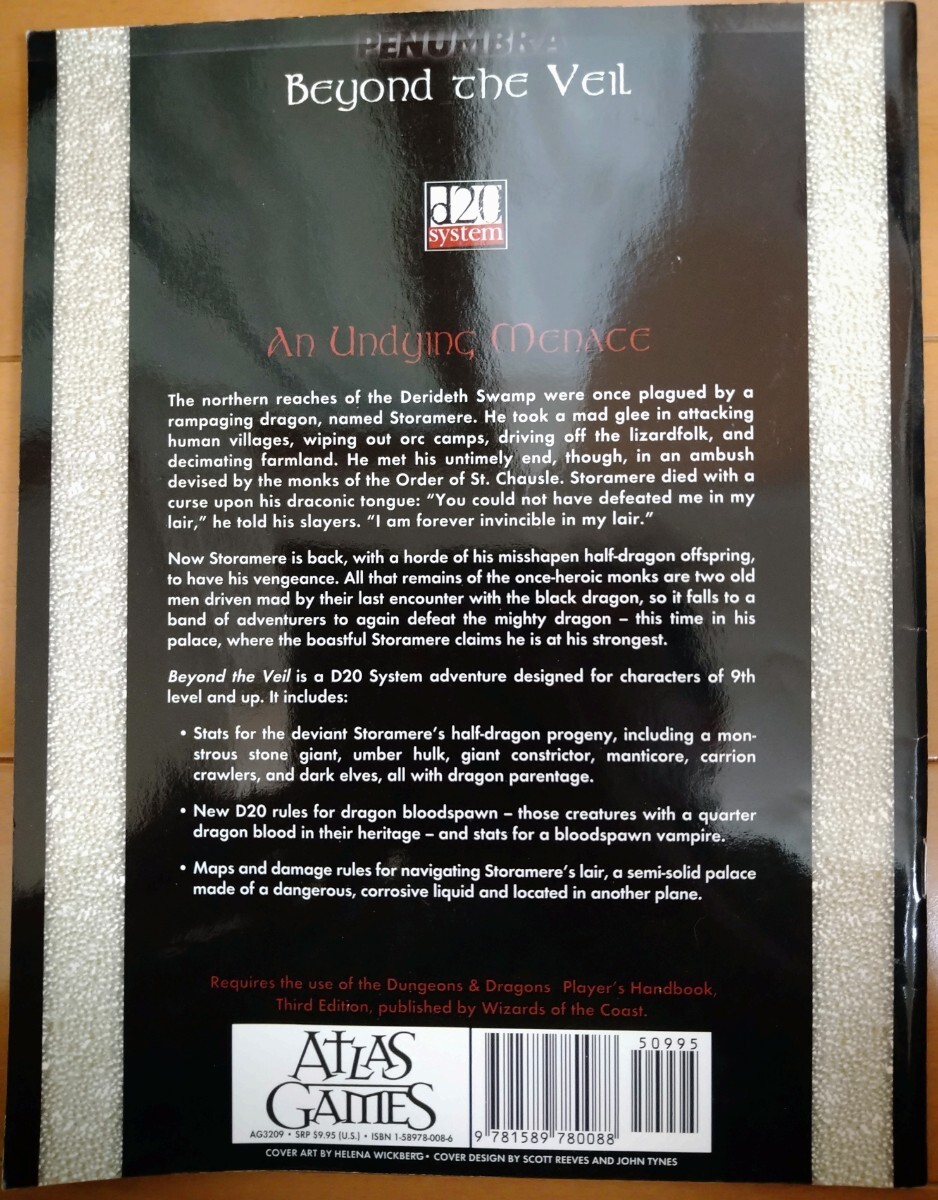 PENUMBRA
Beyond the Veil
d20
system
An Undying Menace
The northern reaches of the Derideth Swamp were once plagued by a
rampaging dragon, named Storamere. He took a mad glee in attacking
human villages, wiping out orc camps, driving off the lizardfolk, and
decimating farmland. He met his untimely end, though, in an ambush
devised by the monks of the Order of St. Chausle. Storamere died with a
curse upon his draconic tongue: “You could not have defeated me in my
lair,” he told his slayers. “I am forever invincible in my lair.”
Now Storamere is back, with a horde of his misshapen half-dragon offspring,
to have his vengeance. All that remains of the once-heroic monks are two old
men driven mad by their last encounter with the black dragon, so it falls to a
band of adventurers to again defeat the mighty dragon – this time in his
palace, where the boastful Storamere claims he is at his strongest.
Beyond the Veil is a D20 System adventure designed for characters of 9th
level and up. It includes:
• Stats for the deviant Storamere’s half-dragon progeny, including a mon-
strous stone giant, umber hulk, giant constrictor, manticore, carrion
crawlers, and dark elves, all with dragon parentage.
• New D20 rules for dragon bloodspawn – those creatures with a quarter
dragon blood in their heritage – and stats for a bloodspawn vampire.
• Maps and damage rules for navigating Storamere’s lair, a semi-solid palace
made of a dangerous, corrosive liquid and located in another plane.
Requires the use of the Dungeons & Dragons Player’s Handbook,
Third Edition, published by Wizards of the Coast.
ATLAS
GAMES
50995
AG3209 • SRP $9.95 (U.S.) • ISBN 1-58978-008-6
9 781589 780088
COVER ART BY HELENA WICKBERG • COVER DESIGN BY SCOTT REEVES AND JOHN TYNES